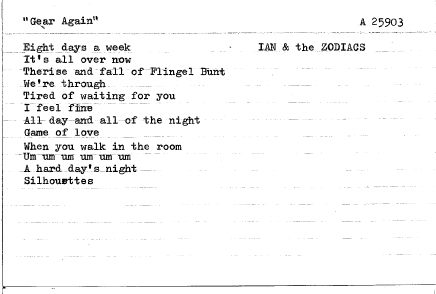 "Gear Again" A 25903
Eight days a week IAN & the ZODIACS
It's all over now
Therise and fall of Flingel Bunt
We're through
Tired of waiting for you
I feel fine
All day and all of the night
Game of love
When you walk in the room
Um um um um um um
A hard day's night
Silhouettes